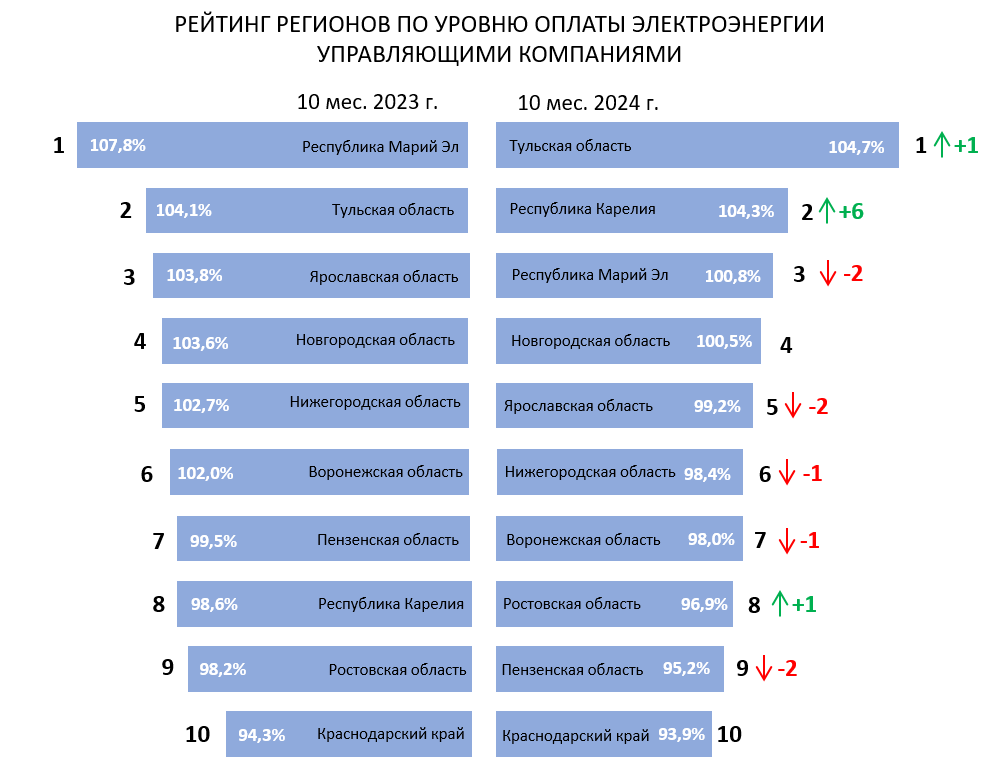 РЕЙТИНГ РЕГИОНОВ ПО УРОВНЮ ОПЛАТЫ ЭЛЕКТРОЭНЕРГИИ
УПРАВЛЯЮЩИМИ КОМПАНИЯМИ
10 мес. 2023 г.
10 мес. 2024 г.
1 107,8% Республика Марий Эл
Тульская область 104,7% 1 +1
2 104,1% Тульская область
Республика Карелия 104,3% 2 +6
3 103,8% Ярославская область
Республика Марий Эл 100,8% 3 -2
4 103,6% Новгородская область
Новгородская область 100,5% 4
5 102,7% Нижегородская область
Ярославская область 99,2% 5 -2
6 102,0% Воронежская область
Нижегородская область 98,4% 6 -1
7 99,5% Пензенская область
Воронежская область 98,0% 7 -1
8 98,6% Республика Карелия
Ростовская область 96,9% 8 +1
9 98,2% Ростовская область
Пензенская область 95,2% 9 -2
10 94,3% Краснодарский край
Краснодарский край 93,9% 10